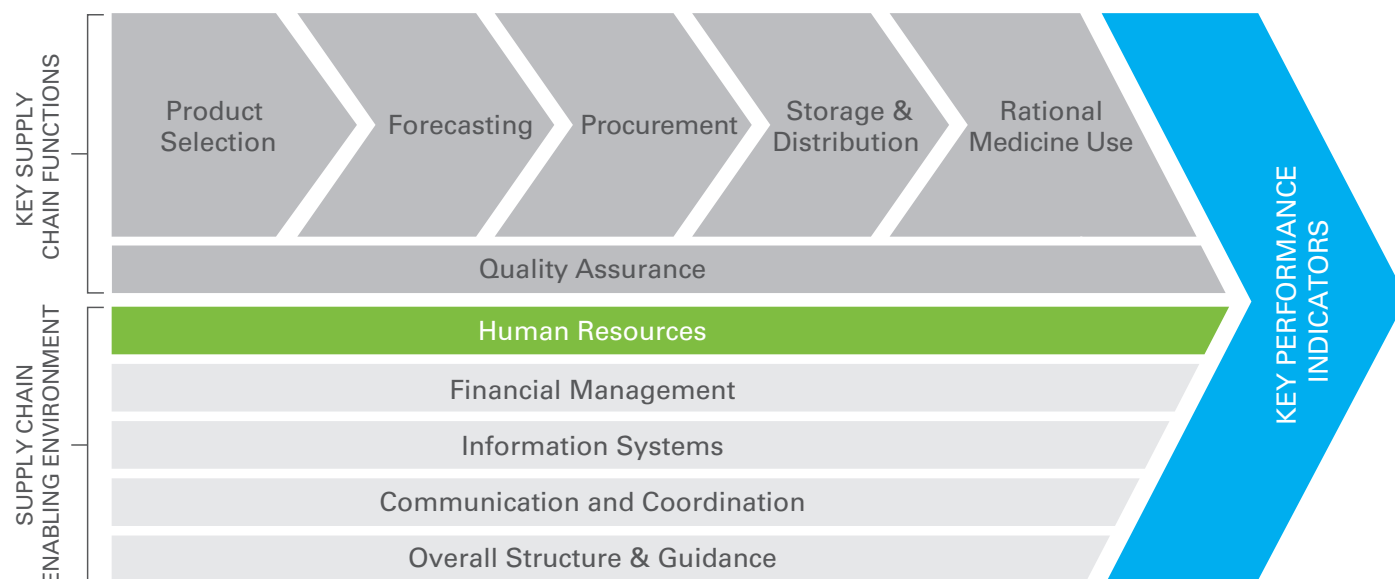 KEY SUPPLY
CHAIN FUNCTIONS
Product
Selection
Forecasting
Procurement
Storage &
Distribution
Rational
Medicine Use
Quality Assurance
KEY PERFORMANCE
INDICATORS
SUPPLY CHAIN
ENABLING ENVIRONMENT
Human Resources
Financial Management
Information Systems
Communication and Coordination
Overall Structure & Guidance